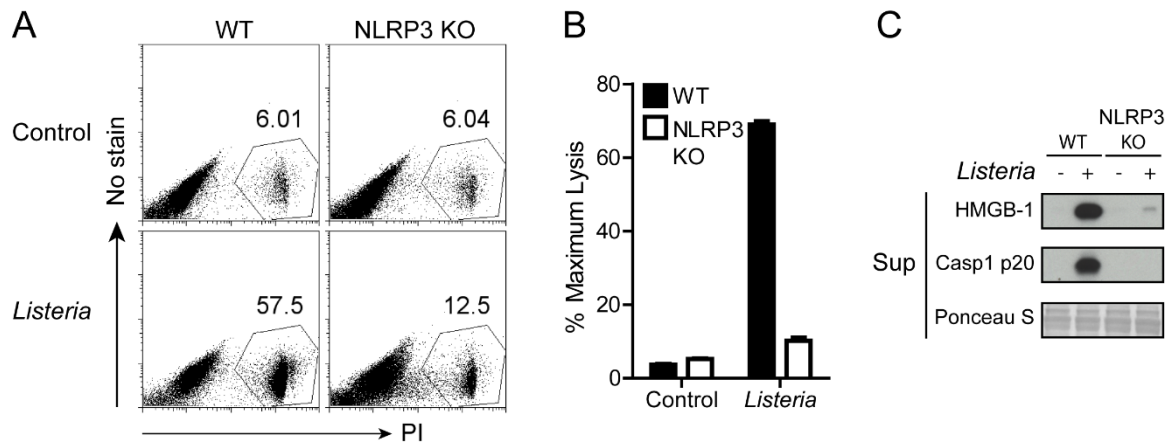 A
WT
NLRP3 KO
Control
6.01
6.04
No stain
Listeria
57.5
12.5
PI
B
80
60
40
20
0
% Maximum Lysis
WT
NLRP3
KO
Control
Listeria
C
NLRP3
WT
KO
Listeria
- + - +
HMGB-1
Sup
Casp1 p20
Ponceau S